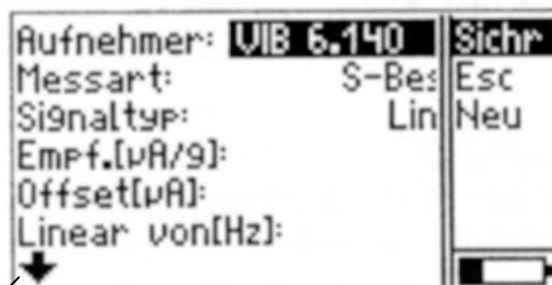 Aufnehmer: VIB 6.140
Messart: S-Bes
Signaltyp: Lin
Empf.[µA/g]:
Offset[µA]:
Linear von[Hz]:
Sichr
Esc
Neu